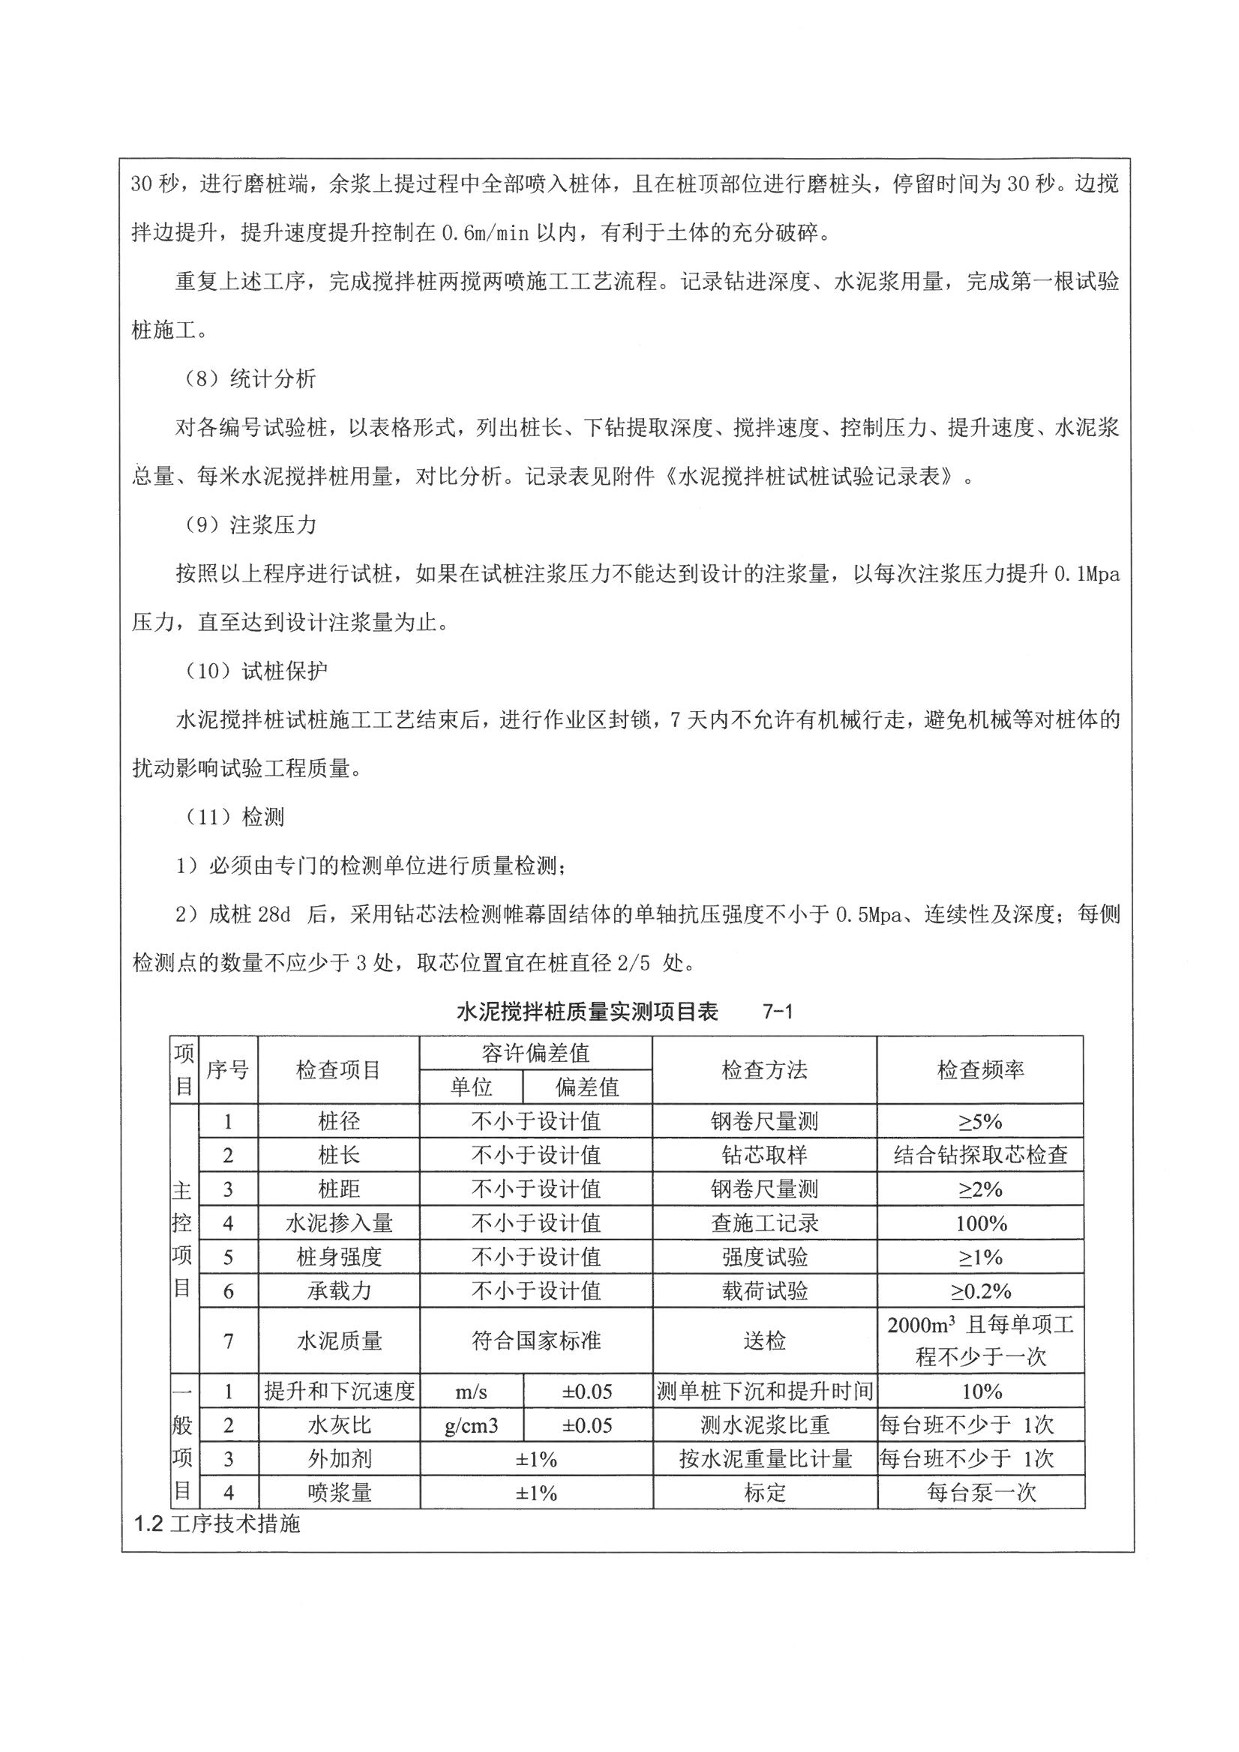 30 秒，进行磨桩端，余浆上提过程中全部喷入桩体，且在桩顶部位进行磨桩头，停留时间为 30 秒。边搅
拌边提升，提升速度提升控制在 0.6m/min 以内，有利于土体的充分破碎。
重复上述工序，完成搅拌桩两搅两喷施工工艺流程。记录钻进深度、水泥浆用量，完成第一根试验
桩施工。
（8）统计分析
对各编号试验桩，以表格形式，列出桩长、下钻提取深度、搅拌速度、控制压力、提升速度、水泥浆
总量、每米水泥搅拌桩用量，对比分析。记录表见附件《水泥搅拌桩试桩试验记录表》。
（9）注浆压力
按照以上程序进行试桩，如果在试桩注浆压力不能达到设计的注浆量，以每次注浆压力提升 0.1Mpa
压力，直至达到设计注浆量为止。
（10）试桩保护
水泥搅拌桩试桩施工工艺结束后，进行作业区封锁，7 天内不允许有机械行走，避免机械等对桩体的
扰动影响试验工程质量。
（11）检测
1）必须由专门的检测单位进行质量检测；
2）成桩 28d 后，采用钻芯法检测帷幕固结体的单轴抗压强度不小于 0.5Mpa、连续性及深度；每侧
检测点的数量不应少于 3 处，取芯位置宜在桩直径 2/5 处。
水泥搅拌桩质量实测项目表 7-1
项目 序号 检查项目 容许偏差值 检查方法 检查频率
单位 偏差值
主控项目
1 桩径 不小于设计值 钢卷尺量测 ≥5%
2 桩长 不小于设计值 钻芯取样 结合钻探取芯检查
3 桩距 不小于设计值 钢卷尺量测 ≥2%
4 水泥掺入量 不小于设计值 查施工记录 100%
5 桩身强度 不小于设计值 强度试验 ≥1%
6 承载力 不小于设计值 载荷试验 ≥0.2%
7 水泥质量 符合国家标准 送检 2000m³ 且每单项工
程不少于一次
一般项目
1 提升和下沉速度 m/s ±0.05 测单桩下沉和提升时间 10%
2 水灰比 g/cm3 ±0.05 测水泥浆比重 每台班不少于 1次
3 外加剂 ±1% 按水泥重量比计量 每台班不少于 1次
4 喷浆量 ±1% 标定 每台泵一次
1.2 工序技术措施